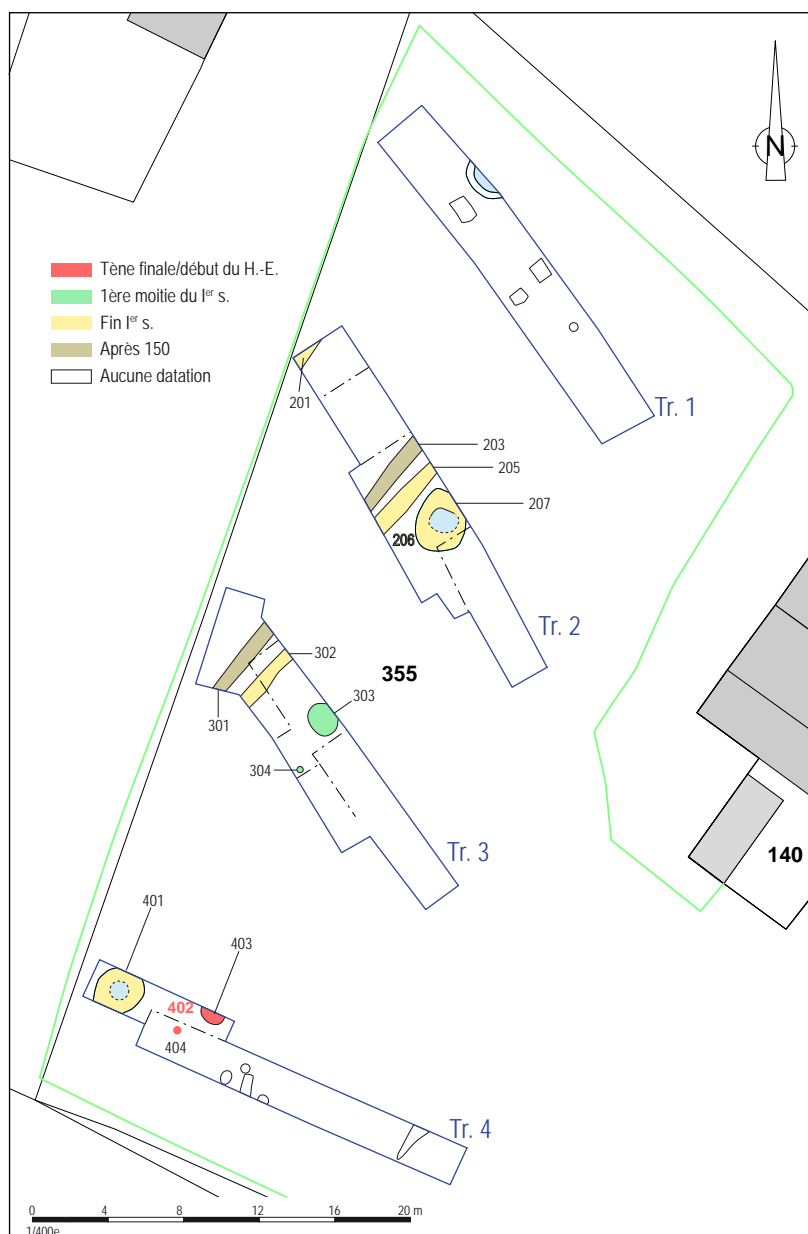 N
Tène finale/début du H.-E.
1ère moitie du Ier s.
Fin Ier s.
Après 150
Aucune datation
Tr. 1
201
203
205
207
206
Tr. 2
302
355
303
301
304
140
Tr. 3
401
403
402
404
Tr. 4
0 4 8 12 16 20 m
1/400e